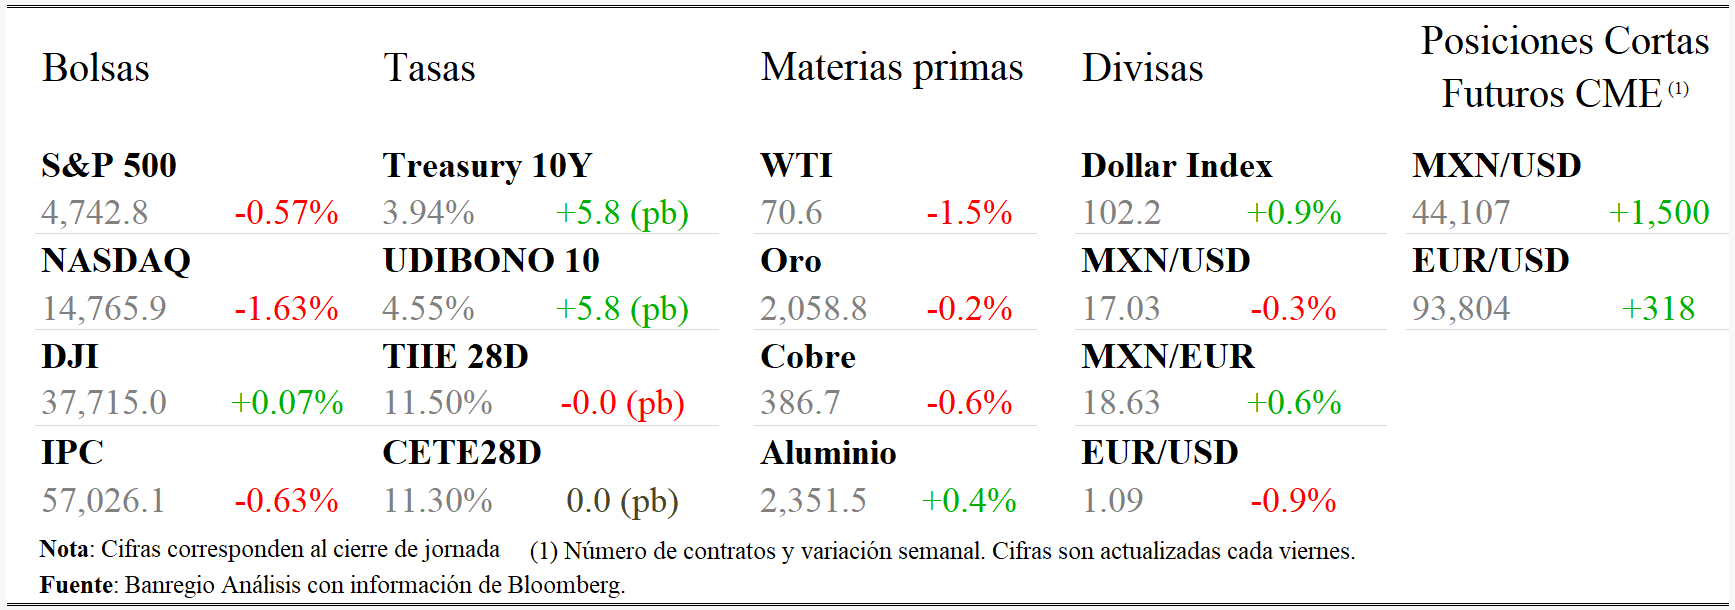 Bolsas Tasas Materias primas Divisas Posiciones Cortas
Futuros CME (1)
S&P 500 Treasury 10Y WTI Dollar Index MXN/USD
4,742.8 -0.57% 3.94% +5.8 (pb) 70.6 -1.5% 102.2 +0.9% 44,107 +1,500
NASDAQ UDIBONO 10 Oro MXN/USD EUR/USD
14,765.9 -1.63% 4.55% +5.8 (pb) 2,058.8 -0.2% 17.03 -0.3% 93,804 +318
DJI TIIE 28D Cobre MXN/EUR
37,715.0 +0.07% 11.50% -0.0 (pb) 386.7 -0.6% 18.63 +0.6%
IPC CETE28D Aluminio EUR/USD
57,026.1 -0.63% 11.30% 0.0 (pb) 2,351.5 +0.4% 1.09 -0.9%
Nota: Cifras corresponden al cierre de jornada (1) Número de contratos y variación semanal. Cifras son actualizadas cada viernes.
Fuente: Banregio Análisis con información de Bloomberg.